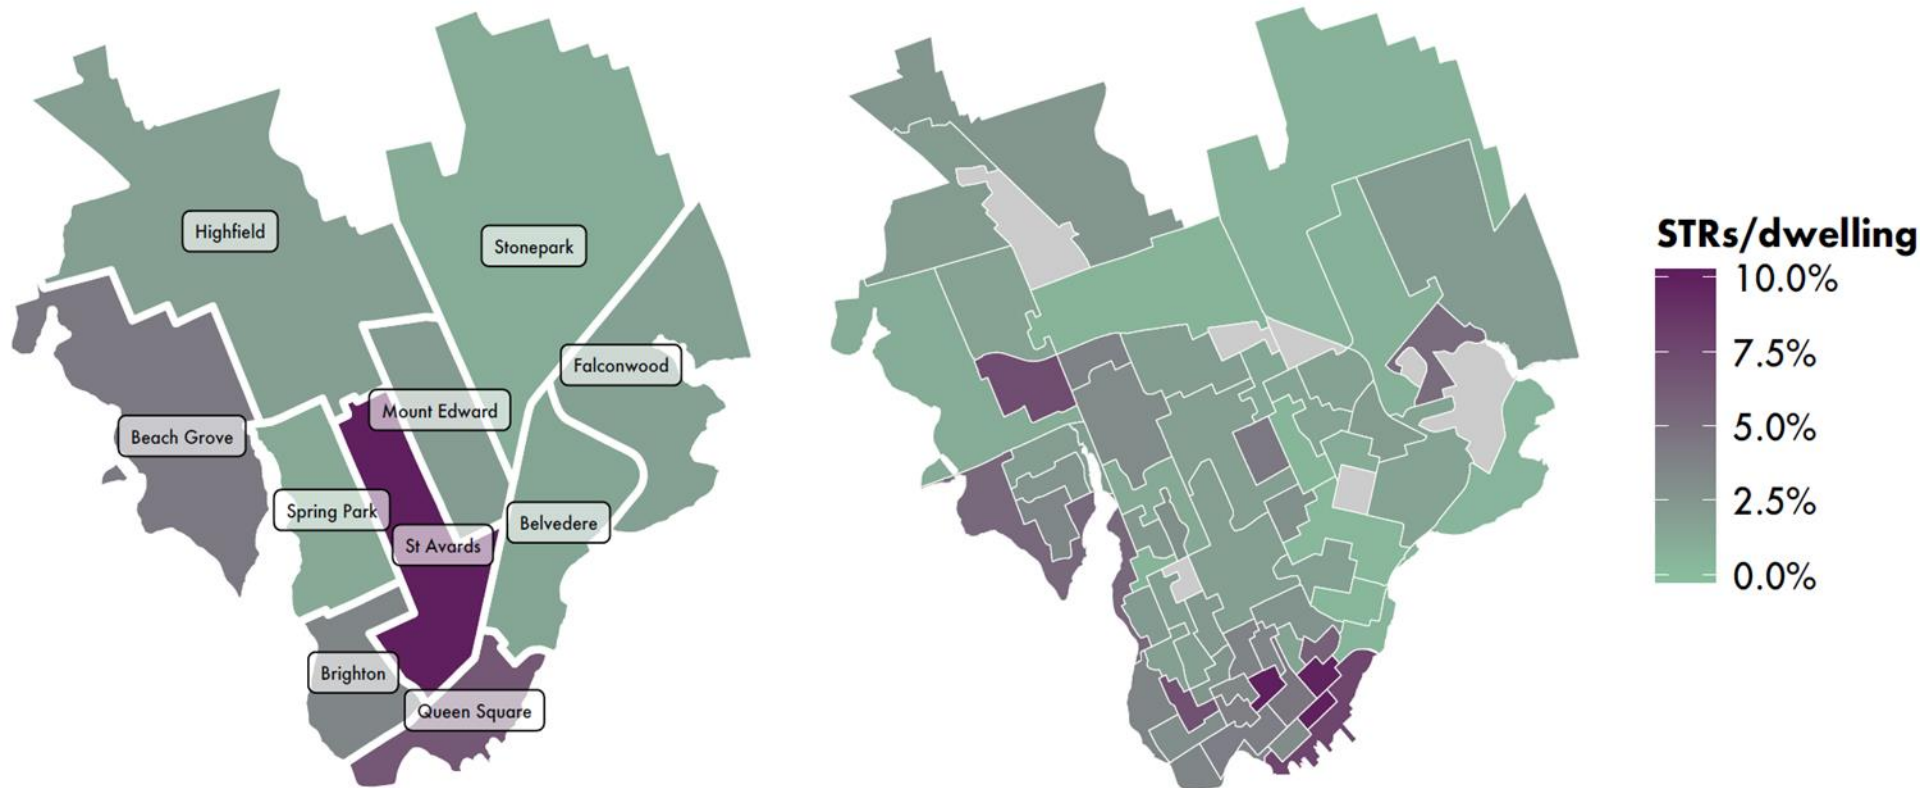 Highfield
Stonepark
Falconwood
Mount Edward
Beach Grove
Spring Park
Belvedere
St Avards
Brighton
Queen Square
STRs/dwelling
10.0%
7.5%
5.0%
2.5%
0.0%